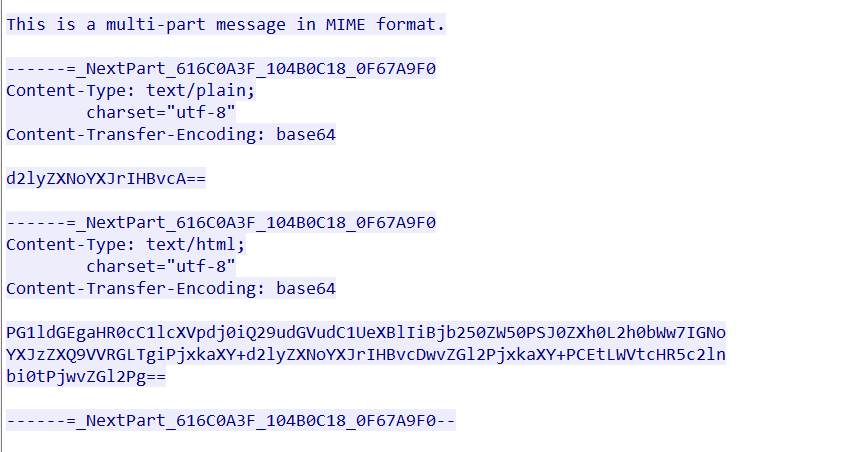 This is a multi-part message in MIME format.
------=_NextPart_616C0A3F_104B0C18_0F67A9F0
Content-Type: text/plain;
charset="utf-8"
Content-Transfer-Encoding: base64
d2lyZXNoYXJrIHBvcA==
------=_NextPart_616C0A3F_104B0C18_0F67A9F0
Content-Type: text/html;
charset="utf-8"
Content-Transfer-Encoding: base64
PG1ldGEgaHR0cC1lcXVpdj0iQ29udGVudC1UeXBlIiBjb250ZW50PSJ0ZXh0L2h0bWw7IGNo
YXJzZXQ9VVRGLTgiPjxkaXY+d2lyZXNoYXJrIHBvcDwvZGl2PjxkaXY+PCEtLWVtcHR5c2ln
bi0tPjwvZGl2Pg==
------=_NextPart_616C0A3F_104B0C18_0F67A9F0--